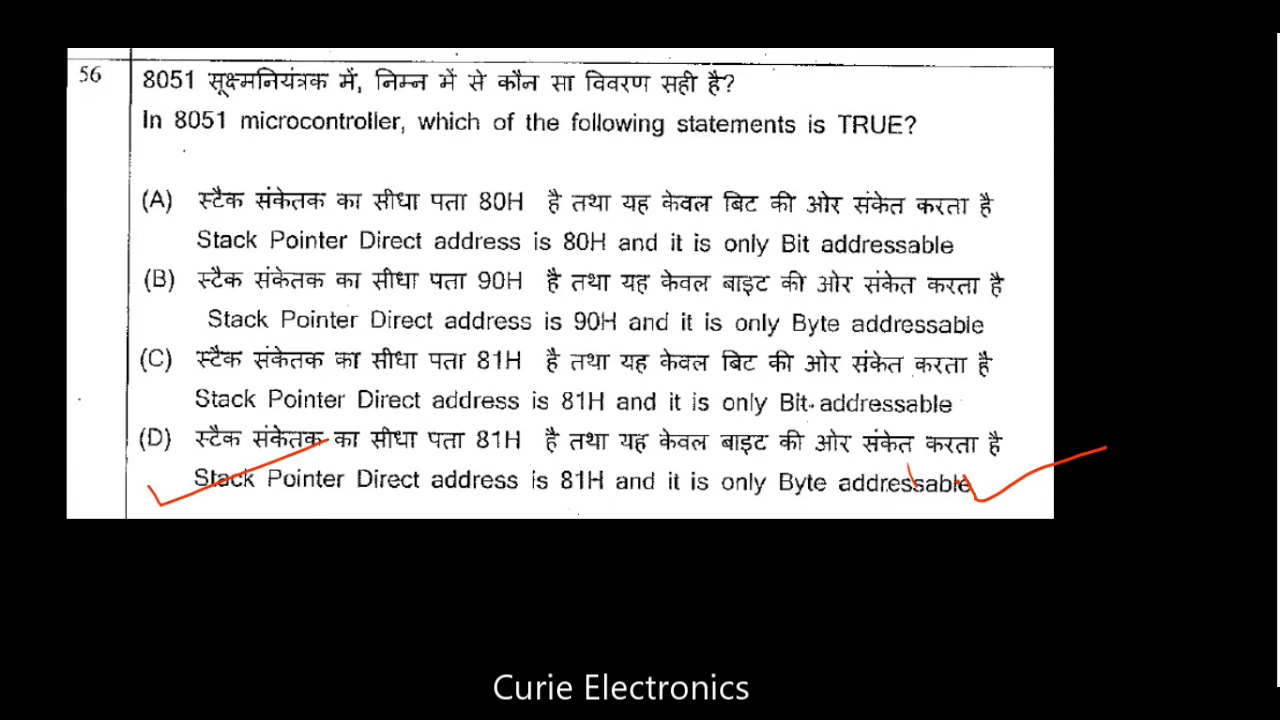 56
8051 सूक्ष्मनियंत्रक में, निम्न में से कौन सा विवरण सही है?
In 8051 microcontroller, which of the following statements is TRUE?
(A) स्टैक संकेतक का सीधा पता 80H है तथा यह केवल बिट की ओर संकेत करता है
Stack Pointer Direct address is 80H and it is only Bit addressable
(B) स्टैक संकेतक का सीधा पता 90H है तथा यह केवल बाइट की ओर संकेत करता है
Stack Pointer Direct address is 90H and it is only Byte addressable
(C) स्टैक संकेतक का सीधा पता 81H है तथा यह केवल बिट की ओर संकेत करता है
Stack Pointer Direct address is 81H and it is only Bit addressable
(D) स्टैक संकेतक का सीधा पता 81H है तथा यह केवल बाइट की ओर संकेत करता है
Stack Pointer Direct address is 81H and it is only Byte addressable
Curie Electronics